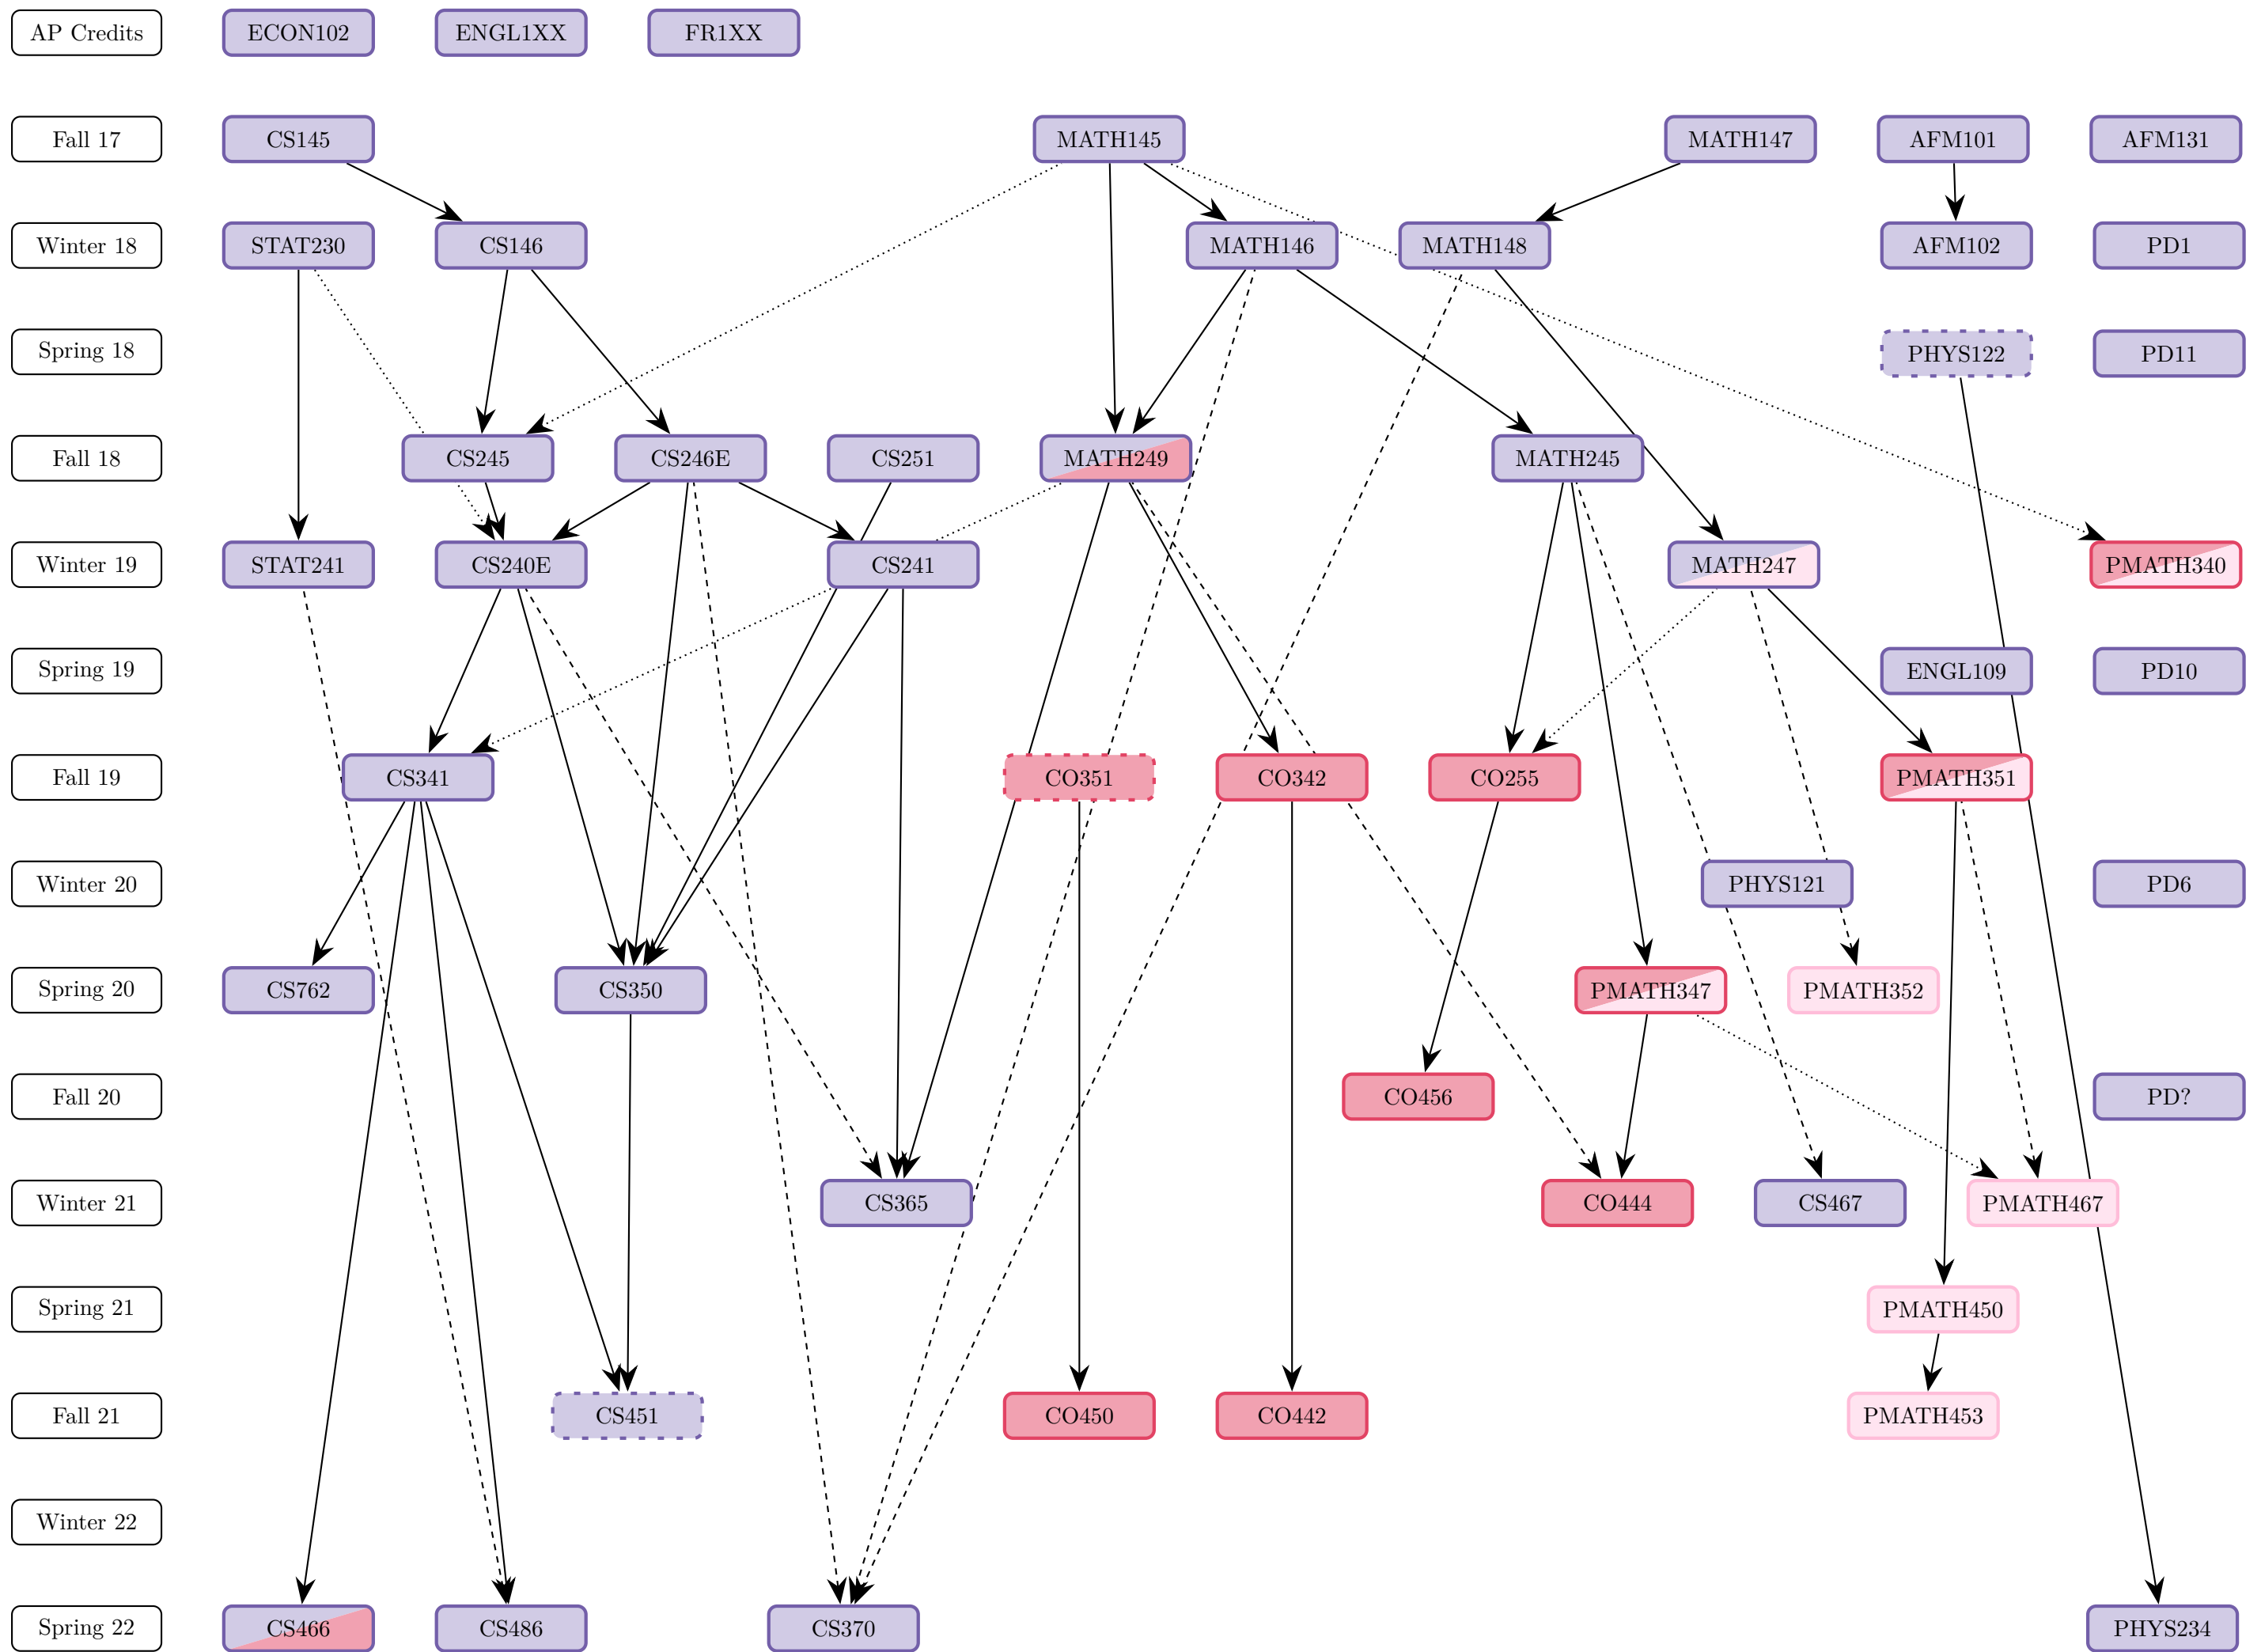 AP Credits ECON102 ENGL1XX FR1XX
Fall 17 CS145 MATH145 MATH147 AFM101 AFM131
Winter 18 STAT230 CS146 MATH146 MATH148 AFM102 PD1
Spring 18 PHYS122 PD11
Fall 18 CS245 CS246E CS251 MATH249 MATH245
Winter 19 STAT241 CS240E CS241 MATH247 PMATH340
Spring 19 ENGL109 PD10
Fall 19 CS341 CO351 CO342 CO255 PMATH351
Winter 20 PHYS121 PD6
Spring 20 CS762 CS350 PMATH347 PMATH352
Fall 20 CO456 PD?
Winter 21 CS365 CO444 CS467 PMATH467
Spring 21 PMATH450
Fall 21 CS451 CO450 CO442 PMATH453
Winter 22
Spring 22 CS466 CS486 CS370 PHYS234